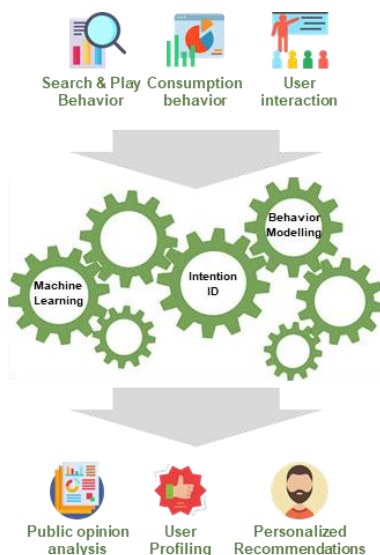 Search & Play Consumption User
Behavior behavior interaction
Behavior
Modelling
Machine Intention
Learning ID
Public opinion User Personalized
analysis Profiling Recommendations